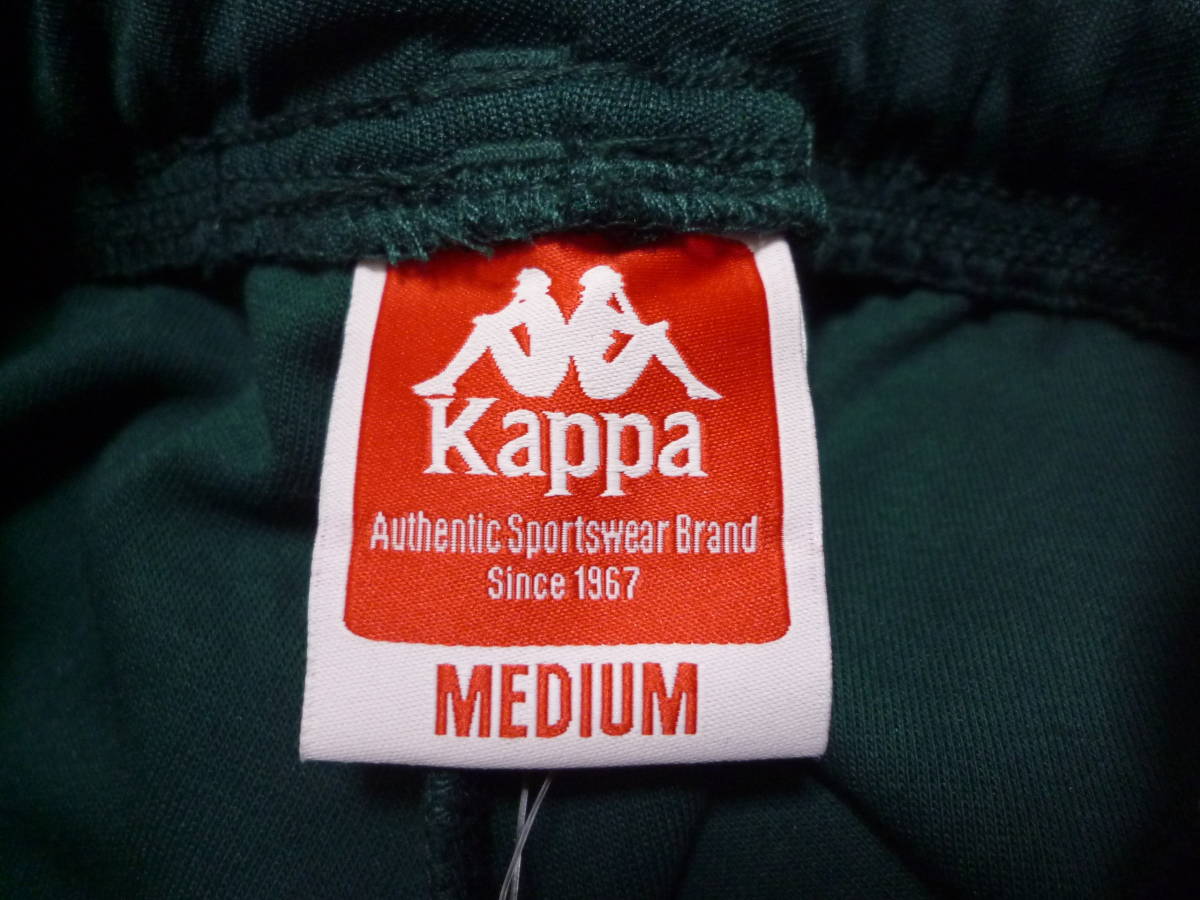 Kappa
Authentic Sportswear Brand
Since 1967
MEDIUM